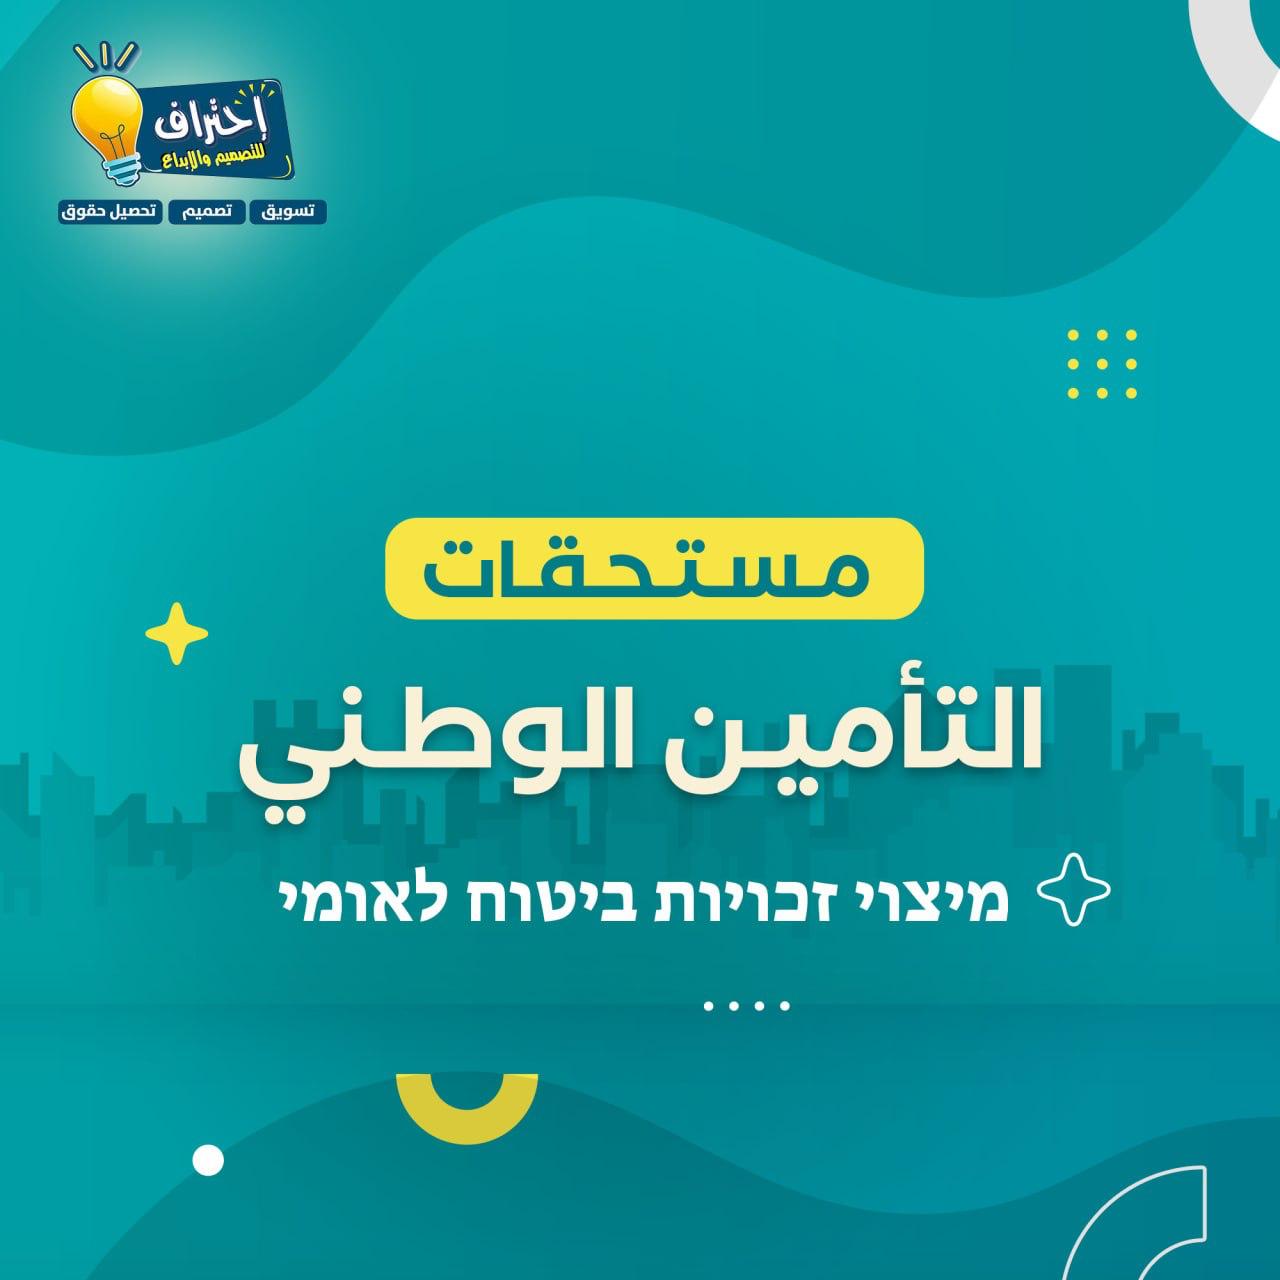 إحتراف
للتصميم والإبداع
تسويق تصميم تحصيل حقوق
مستحقات
التأمين الوطني
מיצוי זכויות ביטוח לאומי